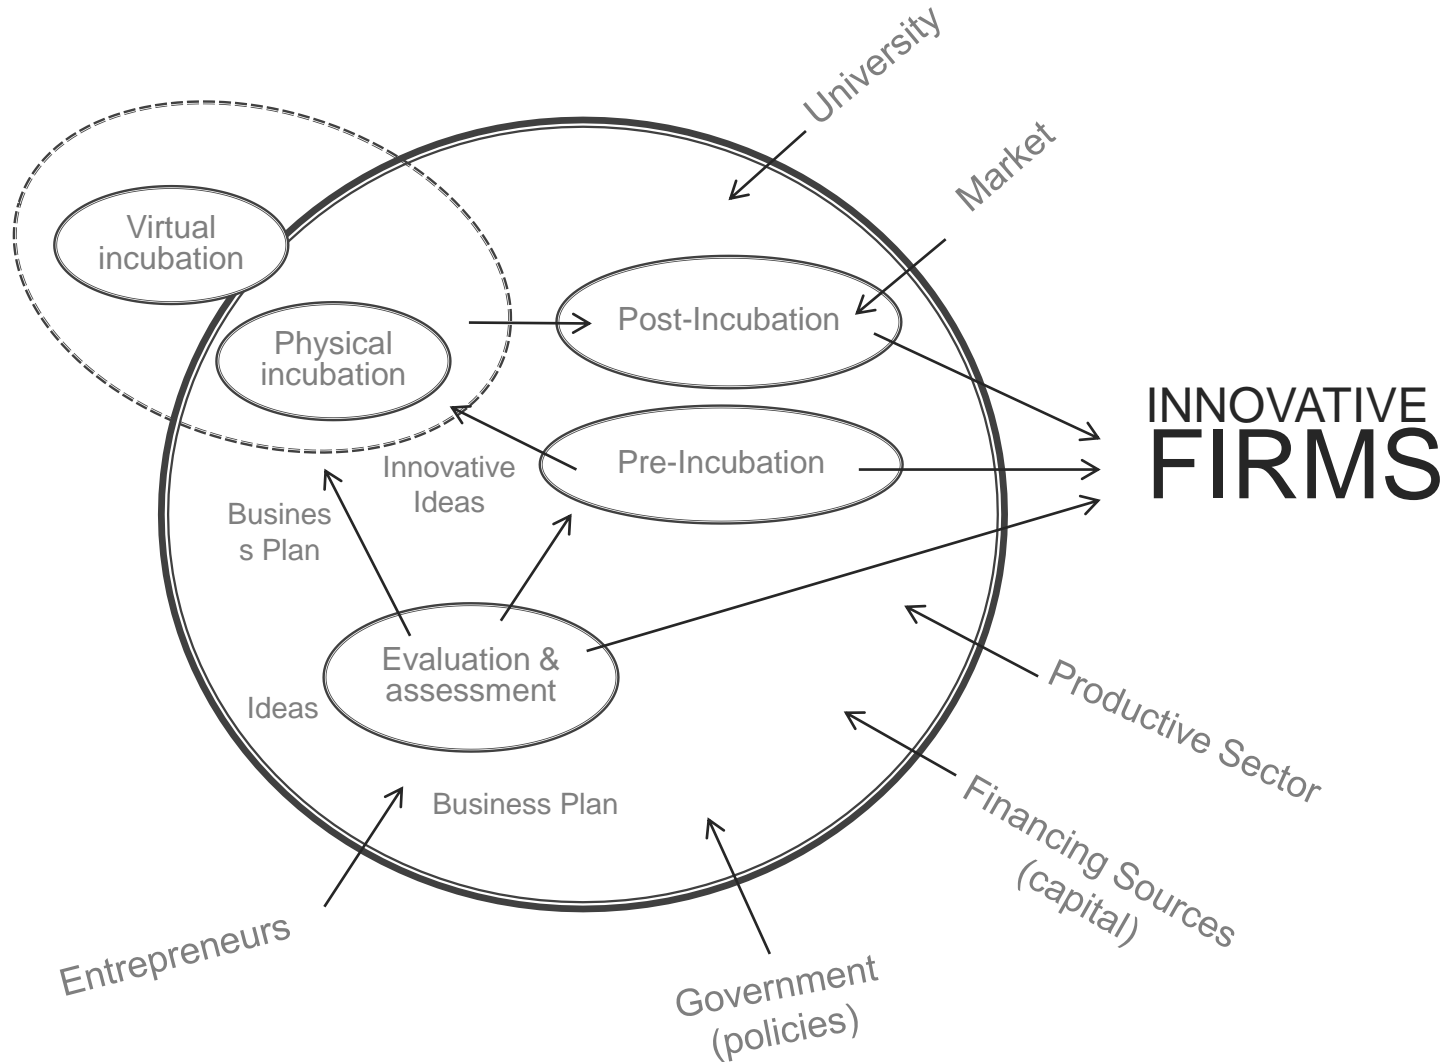 University
Market
Virtual
incubation
Post-Incubation
Physical
incubation
INNOVATIVE
FIRMS
Pre-Incubation
Innovative
Ideas
Busines
s Plan
Evaluation &
assessment
Ideas
Business Plan
Productive Sector
Financing Sources
(capital)
Entrepreneurs
Government
(policies)